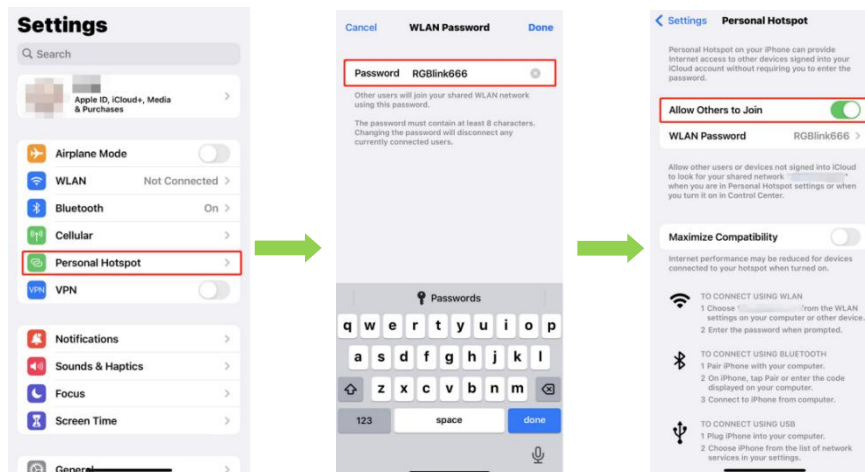 Settings
Search
Apple ID, iCloud+, Media
& Purchases
Airplane Mode
WLAN Not Connected
Bluetooth On
Cellular
Personal Hotspot
VPN VPN
Notifications
Sounds & Haptics
Focus
Screen Time
General
Cancel WLAN Password Done
Password RGBlink666
Other users will join your shared WLAN network
using this password.
The password must contain at least 8 characters.
Changing the password will disconnect any
currently connected users.
Passwords
q w e r t y u i o p
a s d f g h j k l
z x c v b n m
123 space done
Settings Personal Hotspot
Personal Hotspot on your iPhone can provide
Internet access to other devices signed into your
iCloud account without requiring you to enter the
password.
Allow Others to Join
WLAN Password RGBlink666
Allow other users or devices not signed into iCloud
to look for your shared network "
when you are in Personal Hotspot settings or when
you turn it on in Control Center.
Maximize Compatibility
Internet performance may be reduced for devices
connected to your hotspot when turned on.
TO CONNECT USING WLAN
1 Choose from the WLAN
settings on your computer or other device.
2 Enter the password when prompted.
TO CONNECT USING BLUETOOTH
1 Pair iPhone with your computer.
2 On iPhone, tap Pair or enter the code
displayed on your computer.
3 Connect to iPhone from computer.
TO CONNECT USING USB
1 Plug iPhone into your computer.
2 Choose iPhone from the list of network
services in your settings.